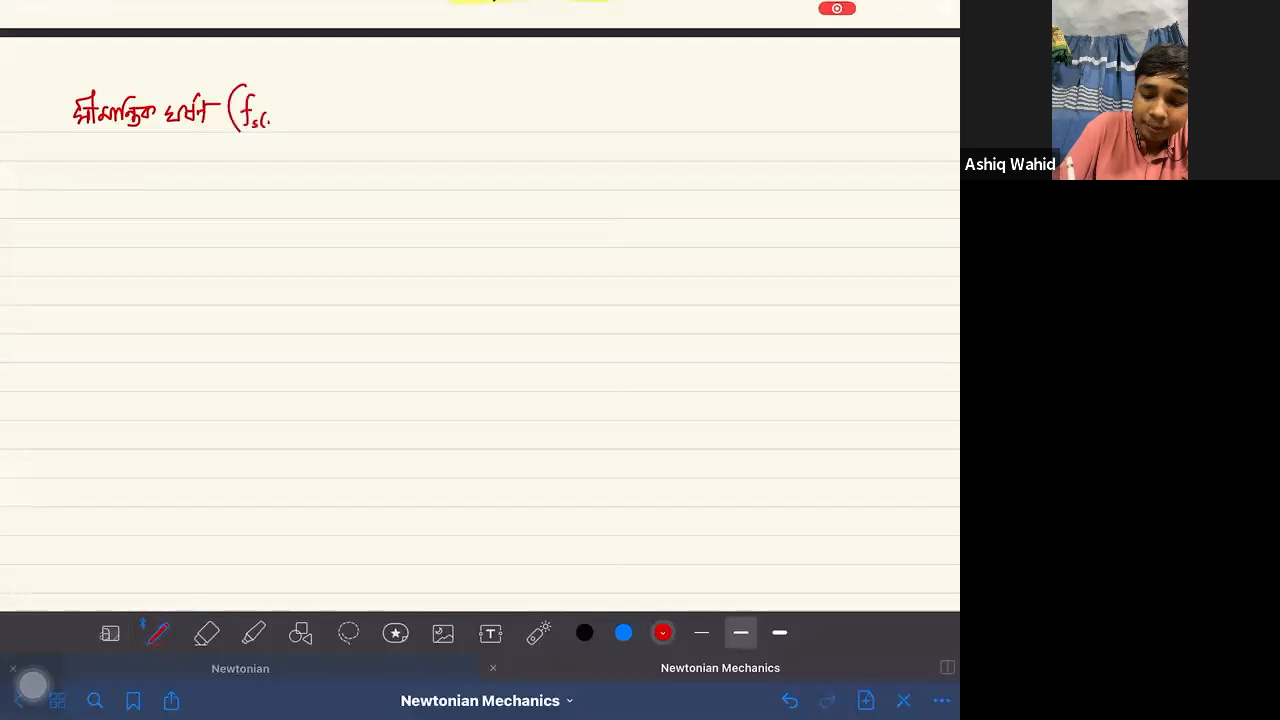 সীমান্তিক ঘর্ষণ (fs(
Ashiq Wahid
Newtonian
Newtonian Mechanics
Newtonian Mechanics